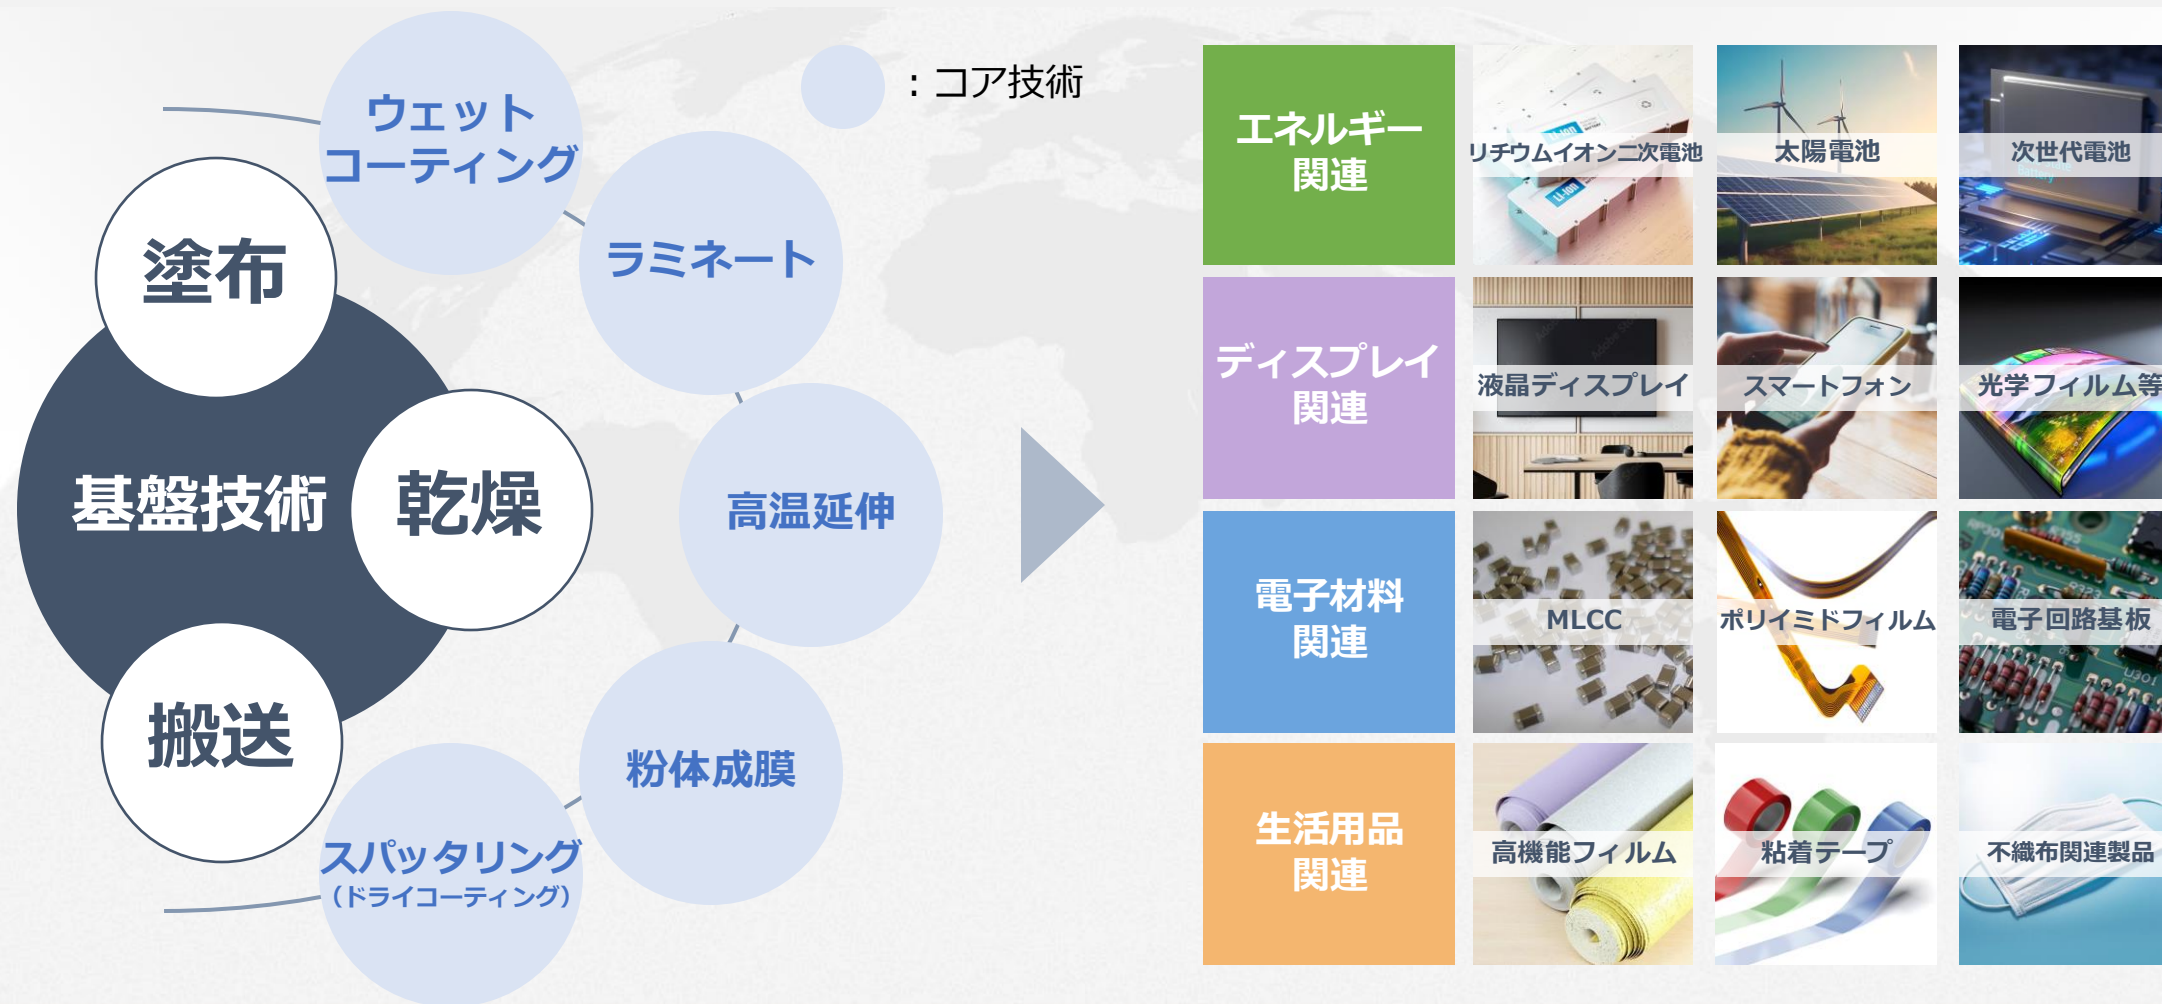 ウェット
コーティング
：コア技術
ラミネート
塗布
基盤技術
乾燥
高温延伸
搬送
粉体成膜
スパッタリング
（ドライコーティング）
エネルギー
関連
リチウムイオン二次電池
太陽電池
次世代電池
ディスプレイ
関連
液晶ディスプレイ
スマートフォン
光学フィルム等
電子材料
関連
MLCC
ポリイミドフィルム
電子回路基板
生活用品
関連
高機能フィルム
粘着テープ
不織布関連製品
Li-ion
Li-ion
Battery